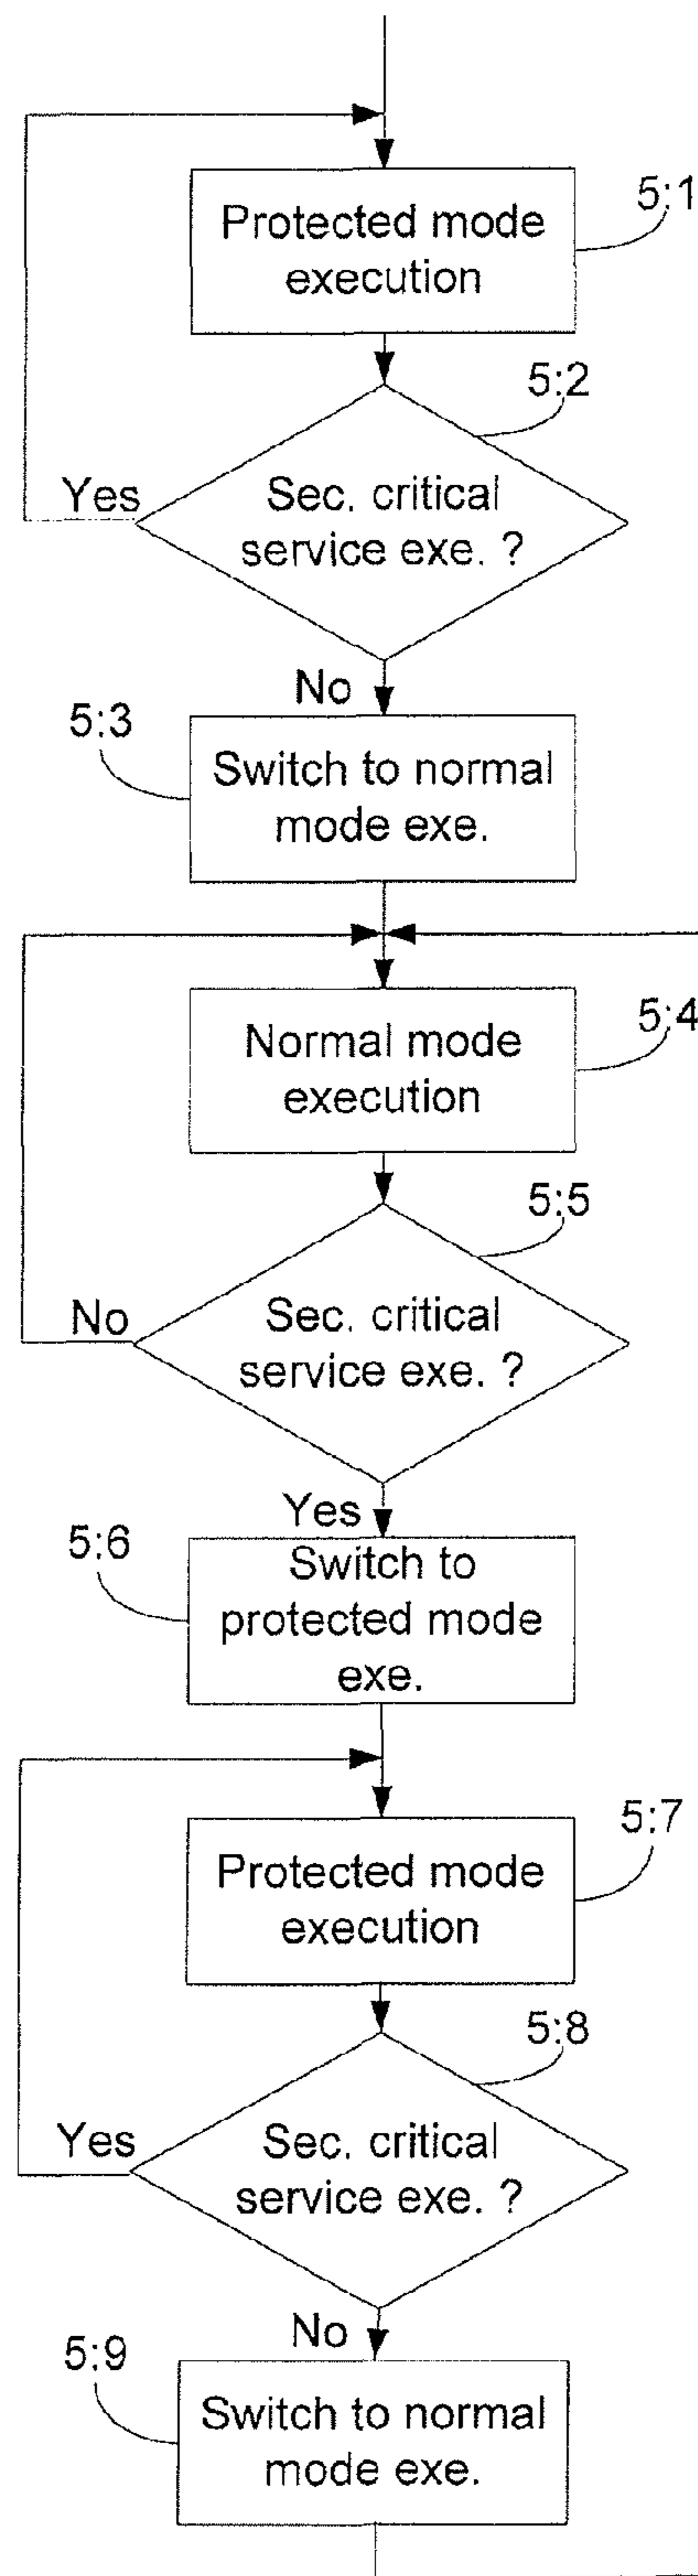 5:1
Protected mode
execution
5:2
Yes
Sec. critical
service exe. ?
No
5:3
Switch to normal
mode exe.
5:4
Normal mode
execution
5:5
No
Sec. critical
service exe. ?
Yes
5:6
Switch to
protected mode
exe.
5:7
Protected mode
execution
5:8
Yes
Sec. critical
service exe. ?
No
5:9
Switch to normal
mode exe.